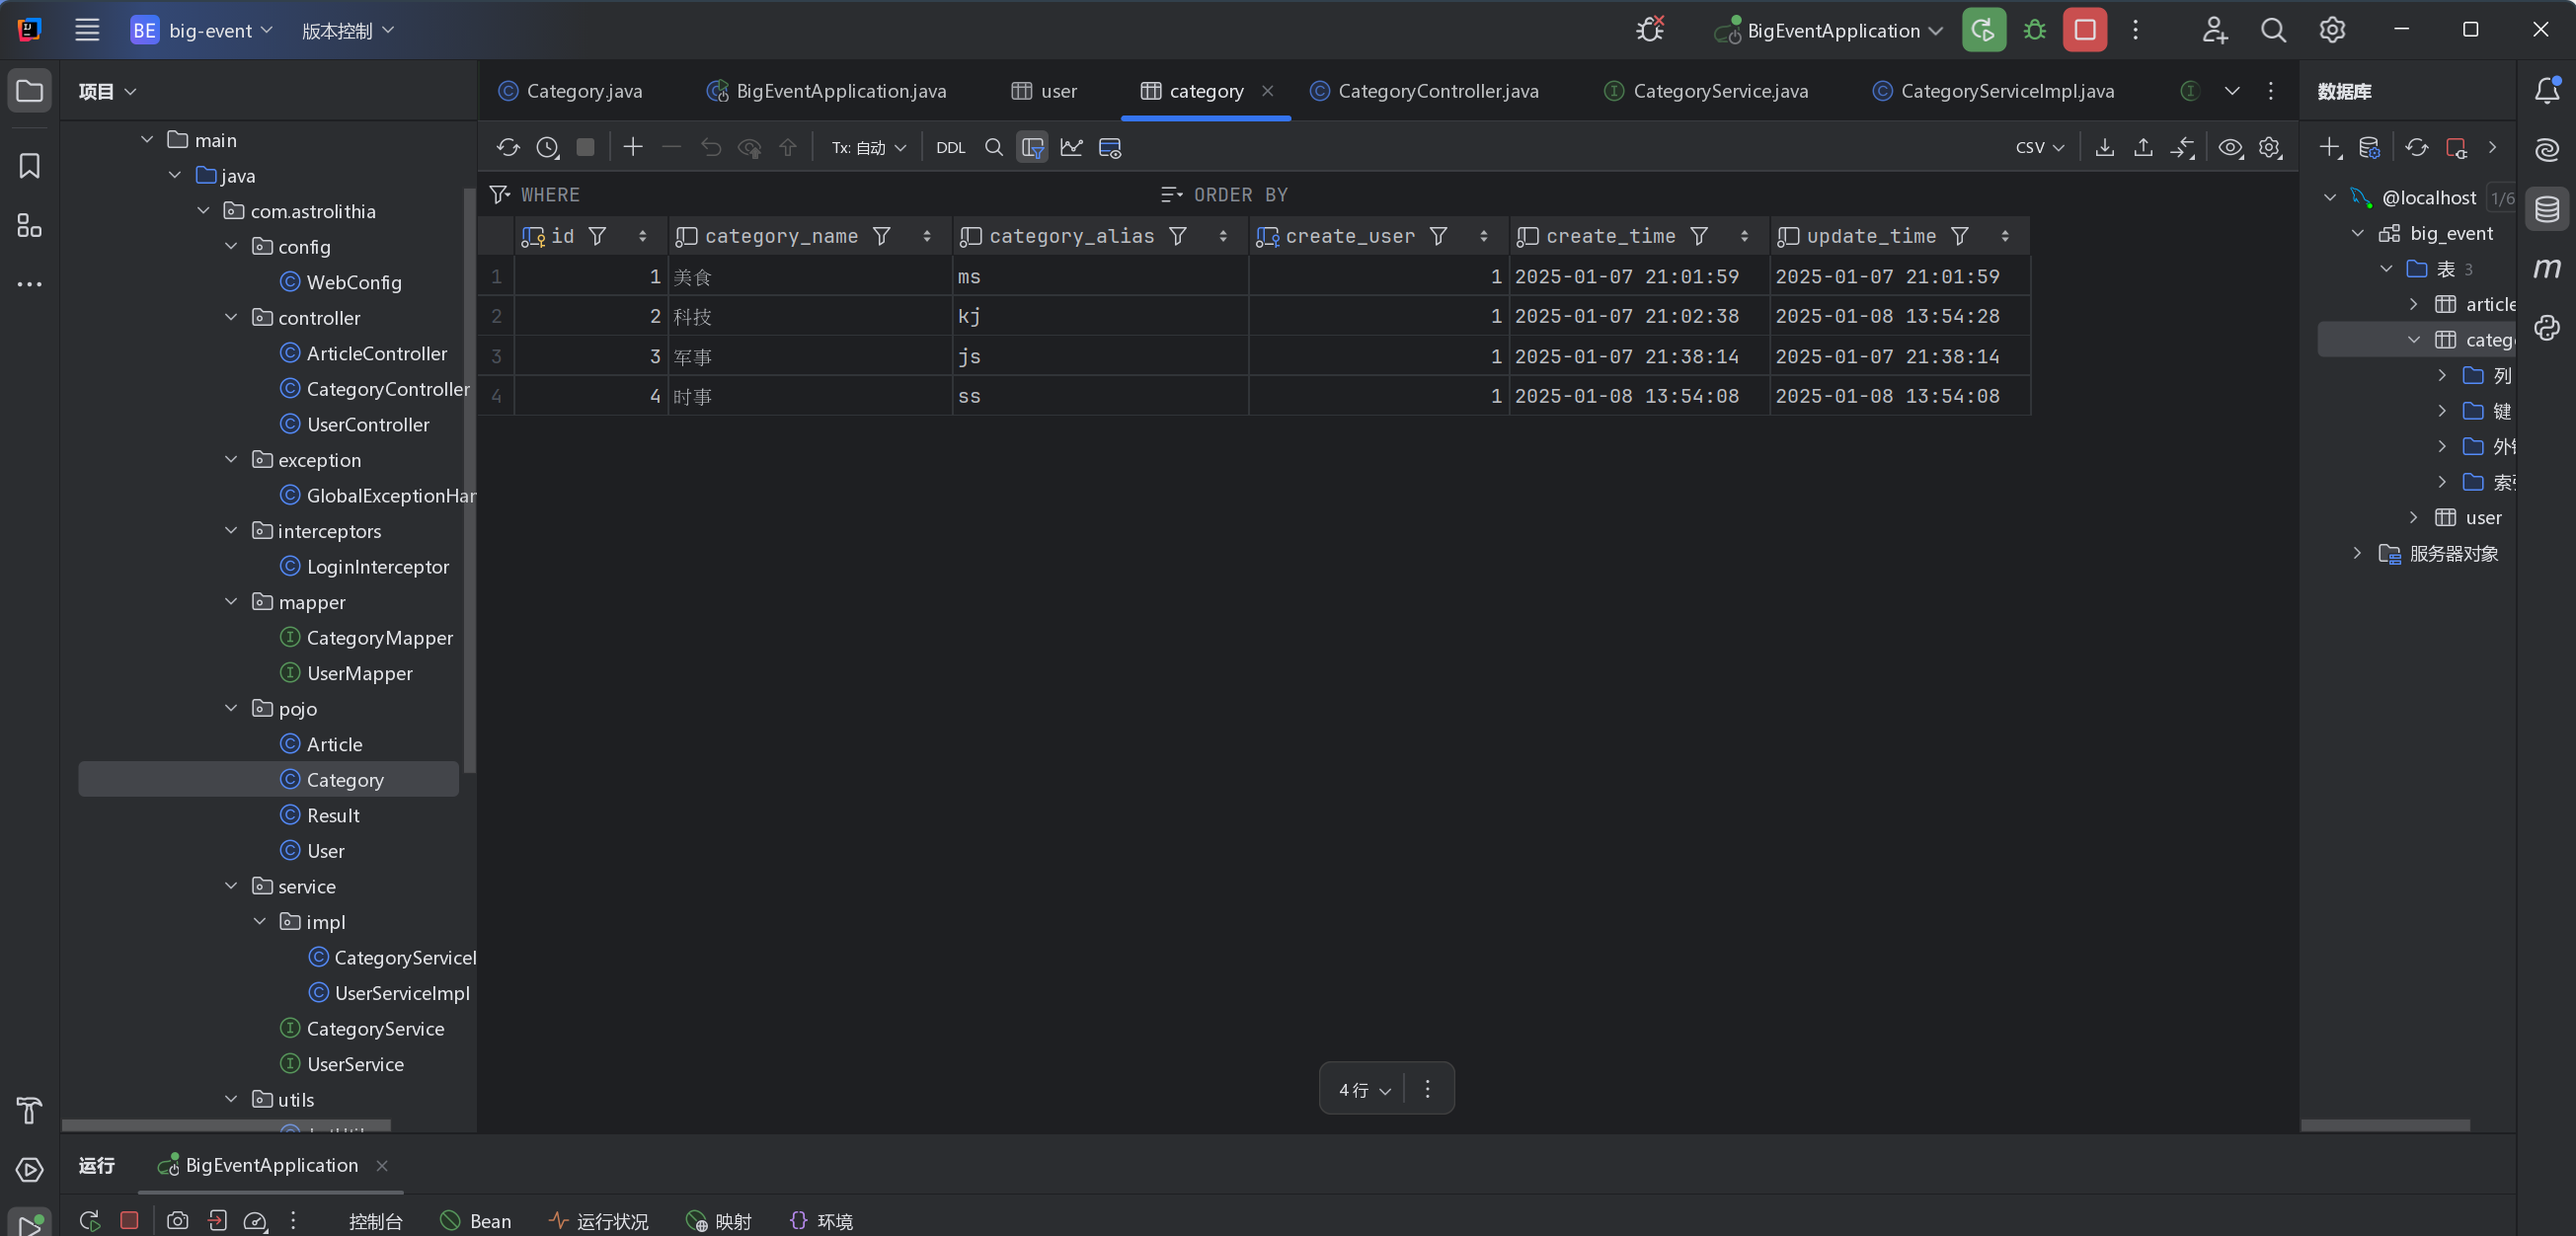 BE big-event 版本控制 BigEventApplication
项目
Category.java BigEventApplication.java user category CategoryController.java CategoryService.java CategoryServiceImpl.java
数据库
Tx: 自动 DDL CSV
WHERE ORDER BY
id category_name category_alias create_user create_time update_time
1 1 美食 ms 1 2025-01-07 21:01:59 2025-01-07 21:01:59
2 2 科技 kj 1 2025-01-07 21:02:38 2025-01-08 13:54:28
3 3 军事 js 1 2025-01-07 21:38:14 2025-01-07 21:38:14
4 4 时事 ss 1 2025-01-08 13:54:08 2025-01-08 13:54:08
main
java
com.astrolithia
config
WebConfig
controller
ArticleController
CategoryController
UserController
exception
GlobalExceptionHan
interceptors
LoginInterceptor
mapper
CategoryMapper
UserMapper
pojo
Article
Category
Result
User
service
impl
CategoryServiceI
UserServiceImpl
CategoryService
UserService
utils
@localhost 1/6
big_event
表 3
article
catego
列
键
外
索
user
服务器对象
m
4 行
运行 BigEventApplication
控制台 Bean 运行状况 映射 环境